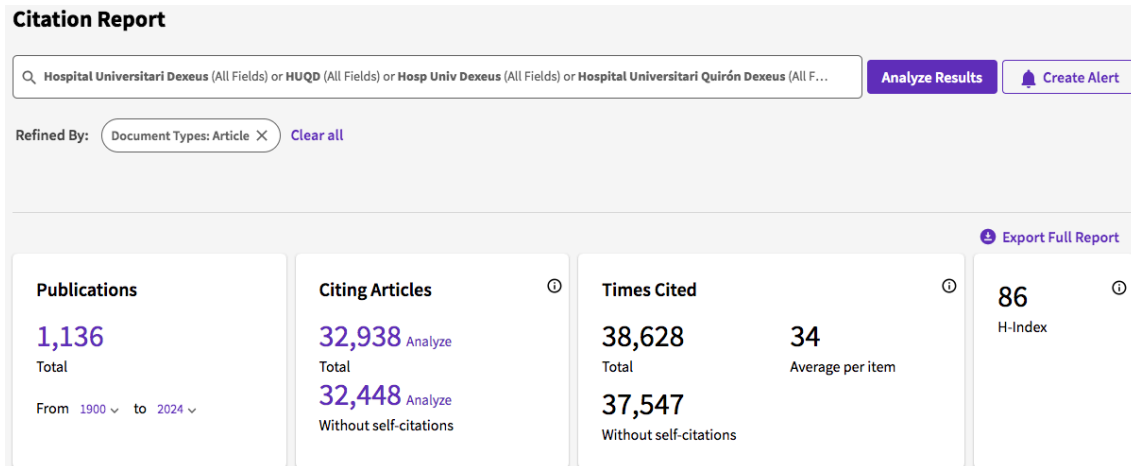 Citation Report
Hospital Universitari Dexeus (All Fields) or HUQD (All Fields) or Hosp Univ Dexeus (All Fields) or Hospital Universitari Quirón Dexeus (All F...
Analyze Results
Create Alert
Refined By:
Document Types: Article
Clear all
Export Full Report
Publications
1,136
Total
From 1900 to 2024
Citing Articles
32,938 Analyze
Total
32,448 Analyze
Without self-citations
Times Cited
38,628
Total
37,547
Without self-citations
34
Average per item
86
H-Index